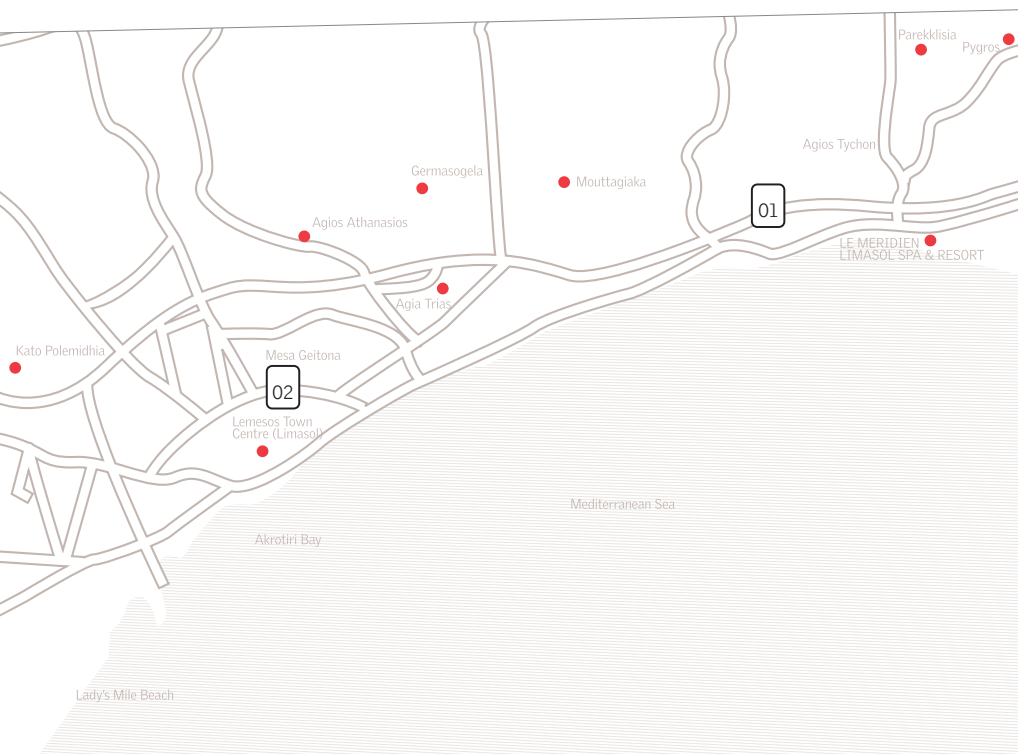 Parekklisia
Pygros
Agios Tychon
Germasogela
Mouttagiaka
01
Agios Athanasios
LE MERIDIEN
LIMASOL SPA & RESORT
Agia Trias
Kato Polemidhia
Mesa Geitona
02
Lemesos Town
Centre (Limasol)
Mediterranean Sea
Akrotiri Bay
Lady's Mile Beach